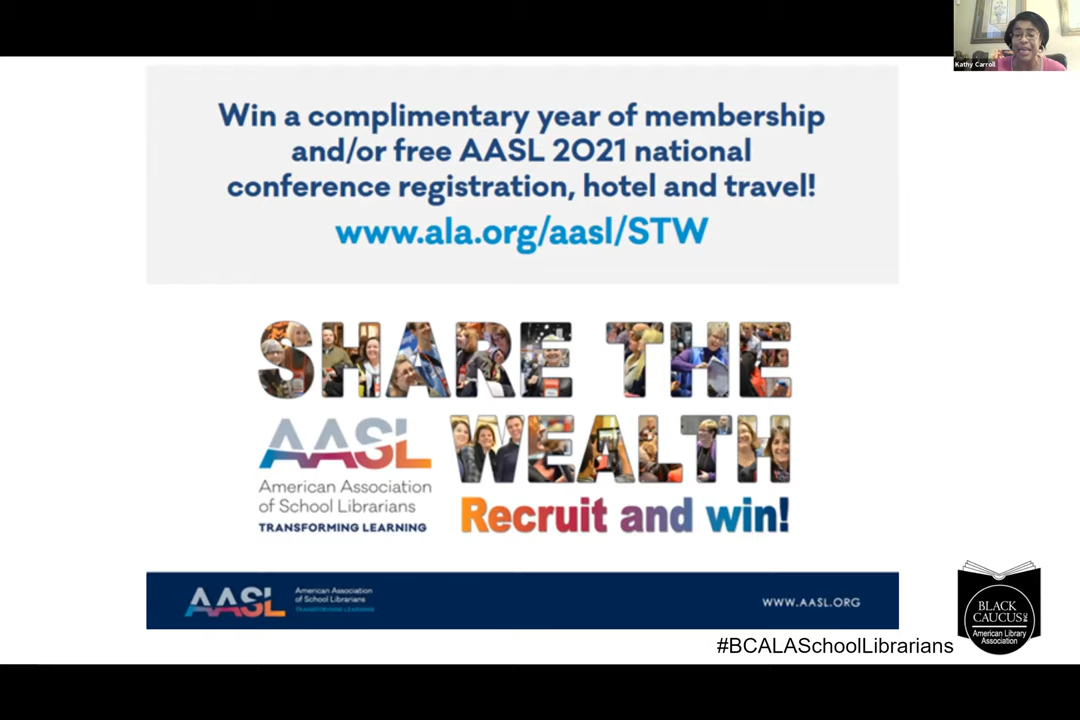 Kathy Carroll
Win a complimentary year of membership
and/or free AASL 2021 national
conference registration, hotel and travel!
www.ala.org/aasl/STW
SHARE THE
WEALTH
AASL
American Association
of School Librarians
TRANSFORMING LEARNING
Recruit and win!
AASL
American Association
of School Librarians
TRANSFORMING LEARNING
WWW.AASL.ORG
#BCALASchoolLibrarians
BLACK
CAUCUS OF
American Library
Association